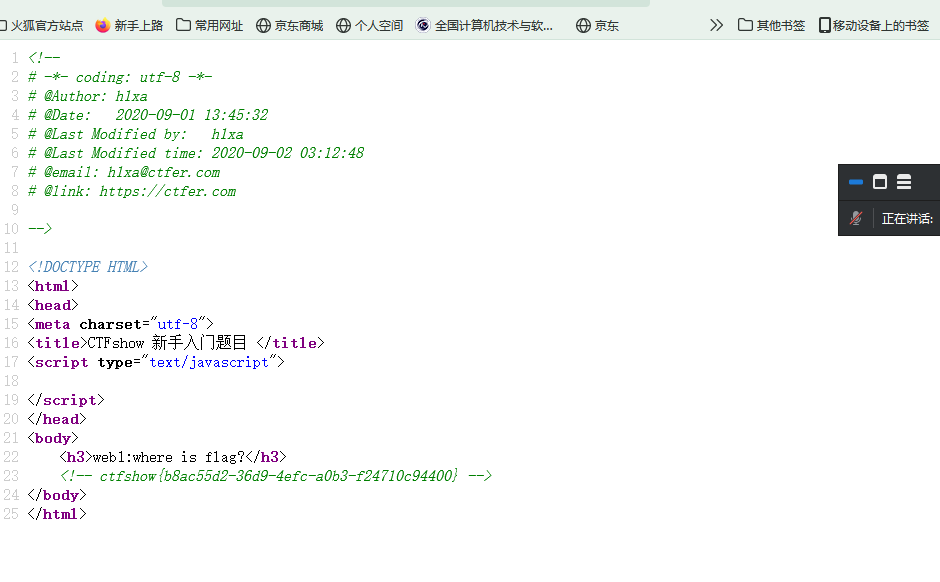 火狐官方站点 新手上路 常用网址 京东商城 个人空间 全国计算机技术与软... 京东 其他书签 移动设备上的书签
1 <!--
2 # -*- coding: utf-8 -*-
3 # @Author: hlxa
4 # @Date:   2020-09-01 13:45:32
5 # @Last Modified by:   hlxa
6 # @Last Modified time: 2020-09-02 03:12:48
7 # @email: hlxa@ctfer.com
8 # @link: https://ctfer.com
9
10 -->
11
12 <!DOCTYPE HTML>
13 <html>
14 <head>
15 <meta charset="utf-8">
16 <title>CTFshow 新手入门题目 </title>
17 <script type="text/javascript">
18
19 </script>
20 </head>
21 <body>
22     <h3>web1:where is flag?</h3>
23     <!-- ctfshow{b8ac55d2-36d9-4efc-a0b3-f24710c94400} -->
24 </body>
25 </html>
正在讲话: